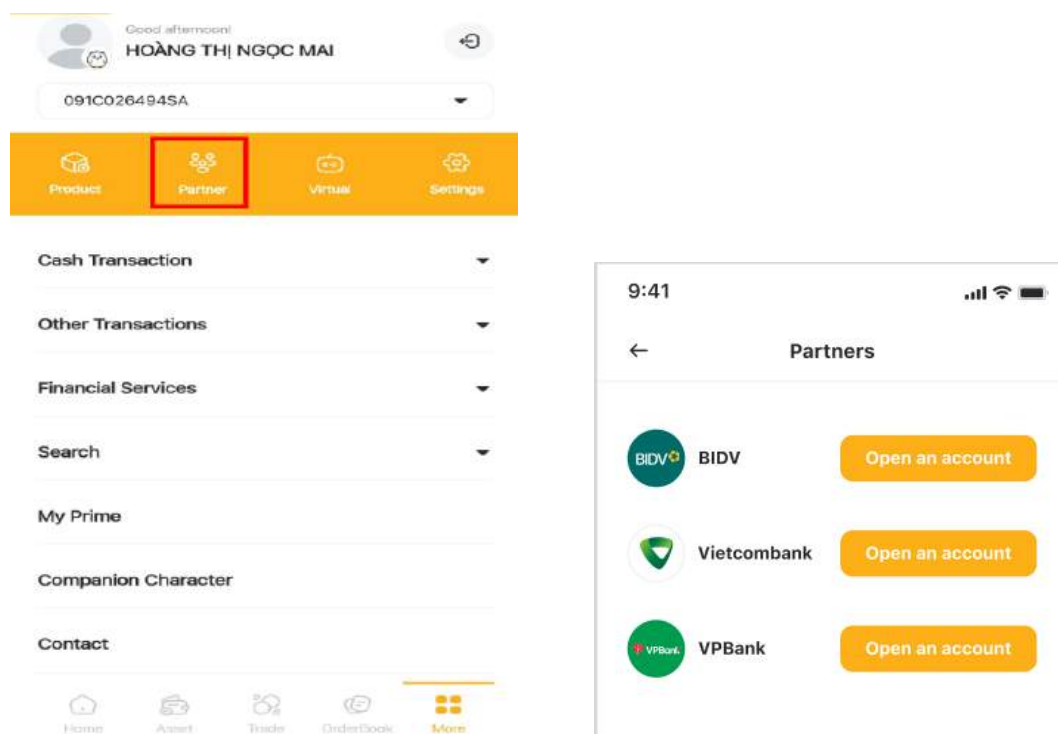 Good afternoon!
HOÀNG THỊ NGỌC MAI
091C026494SA
Product Partner Virtual Settings
Cash Transaction
Other Transactions
Financial Services
Search
My Prime
Companion Character
Contact
Home Asset Trade OrderBook More
9:41
Partners
BIDV BIDV Open an account
Vietcombank Open an account
VPBank VPBank Open an account